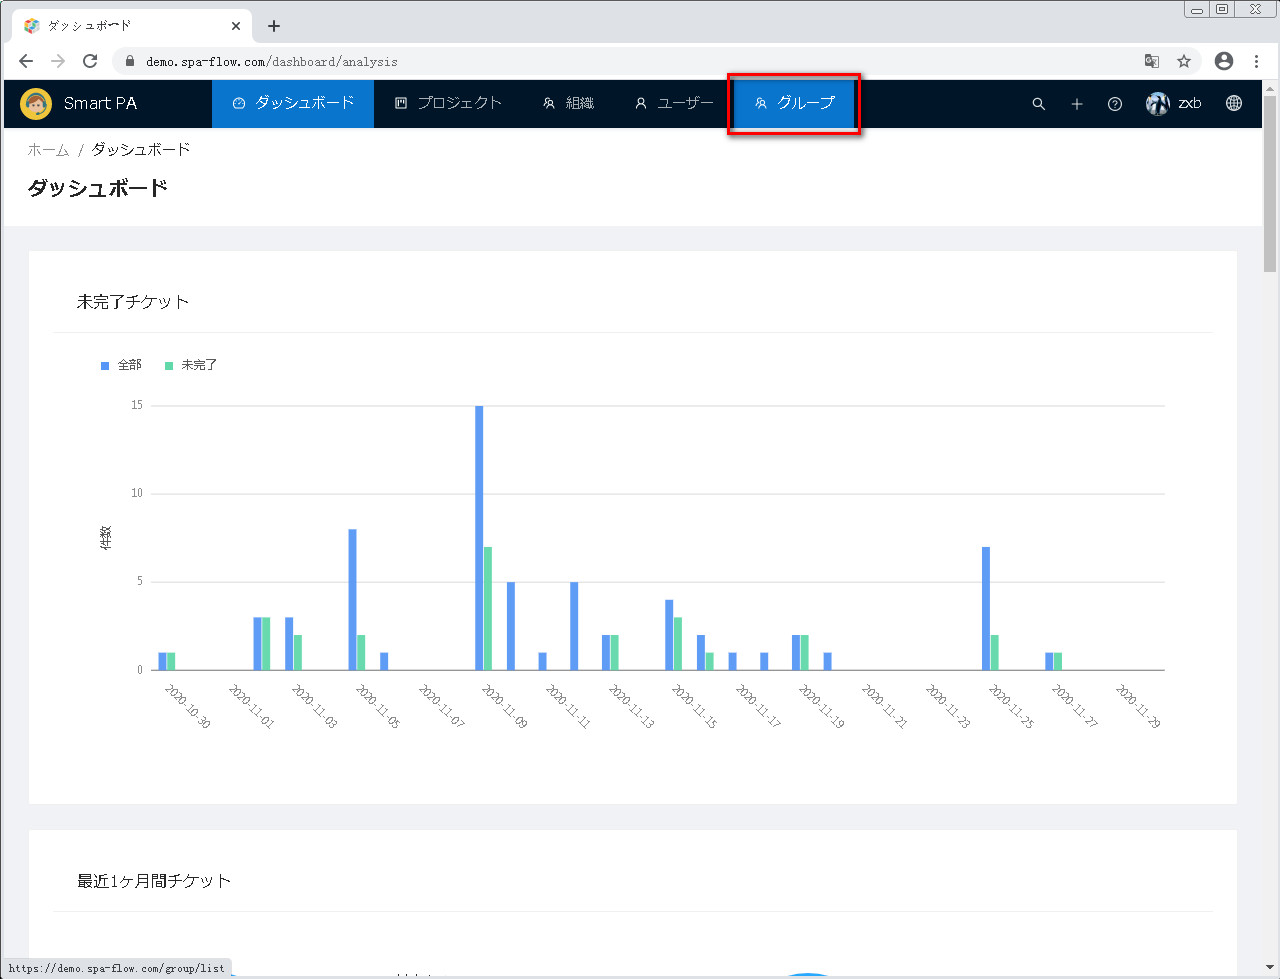 ダッシュボード
demo.spa-flow.com/dashboard/analysis
Smart PA ダッシュボード プロジェクト 組織 ユーザー グループ zxb
ホーム / ダッシュボード
ダッシュボード
未完了チケット
全部 未完了
15
10
件数
5
0
2020-10-30 2020-11-01 2020-11-03 2020-11-05 2020-11-07 2020-11-09 2020-11-11 2020-11-13 2020-11-15 2020-11-17 2020-11-19 2020-11-21 2020-11-23 2020-11-25 2020-11-27 2020-11-29
最近1ヶ月間チケット
https://demo.spa-flow.com/group/list